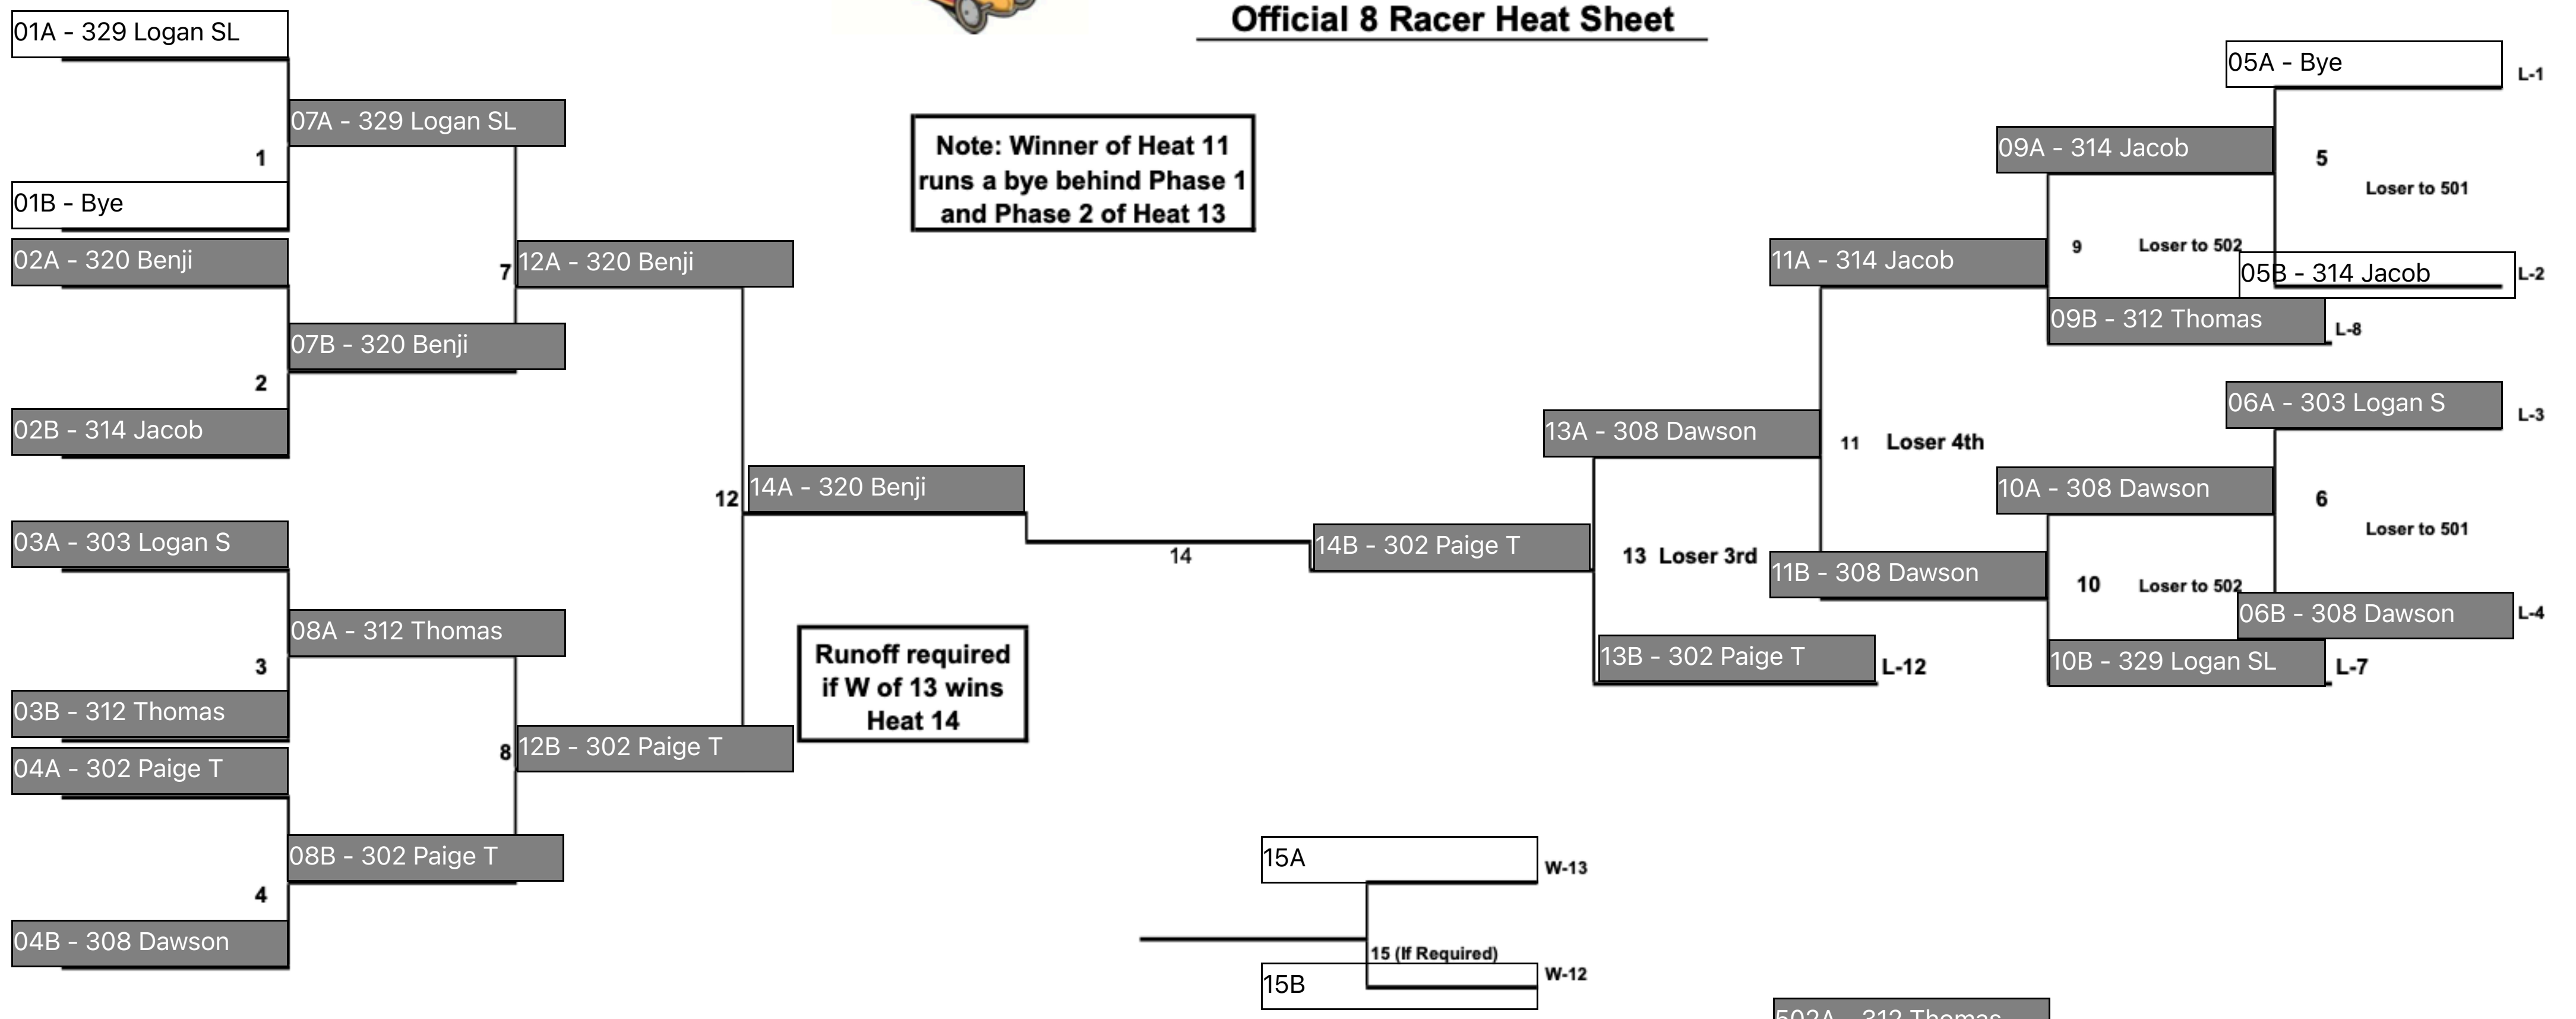 Official 8 Racer Heat Sheet
01A - 329 Logan SL
07A - 329 Logan SL
1
01B - Bye
02A - 320 Benji
7
12A - 320 Benji
07B - 320 Benji
2
02B - 314 Jacob
03A - 303 Logan S
08A - 312 Thomas
3
03B - 312 Thomas
04A - 302 Paige T
8
12B - 302 Paige T
08B - 302 Paige T
4
04B - 308 Dawson
12
14A - 320 Benji
14
14B - 302 Paige T
Note: Winner of Heat 11
runs a bye behind Phase 1
and Phase 2 of Heat 13
Runoff required
if W of 13 wins
Heat 14
05A - Bye
L-1
09A - 314 Jacob
5
Loser to 501
11A - 314 Jacob
9
Loser to 502
05B - 314 Jacob
L-2
09B - 312 Thomas
L-8
06A - 303 Logan S
L-3
13A - 308 Dawson
11
Loser 4th
10A - 308 Dawson
6
Loser to 501
13 Loser 3rd
11B - 308 Dawson
10
Loser to 502
06B - 308 Dawson
L-4
13B - 302 Paige T
L-12
10B - 329 Logan SL
L-7
15A
W-13
15 (If Required)
15B
W-12
502A - 312 Thomas